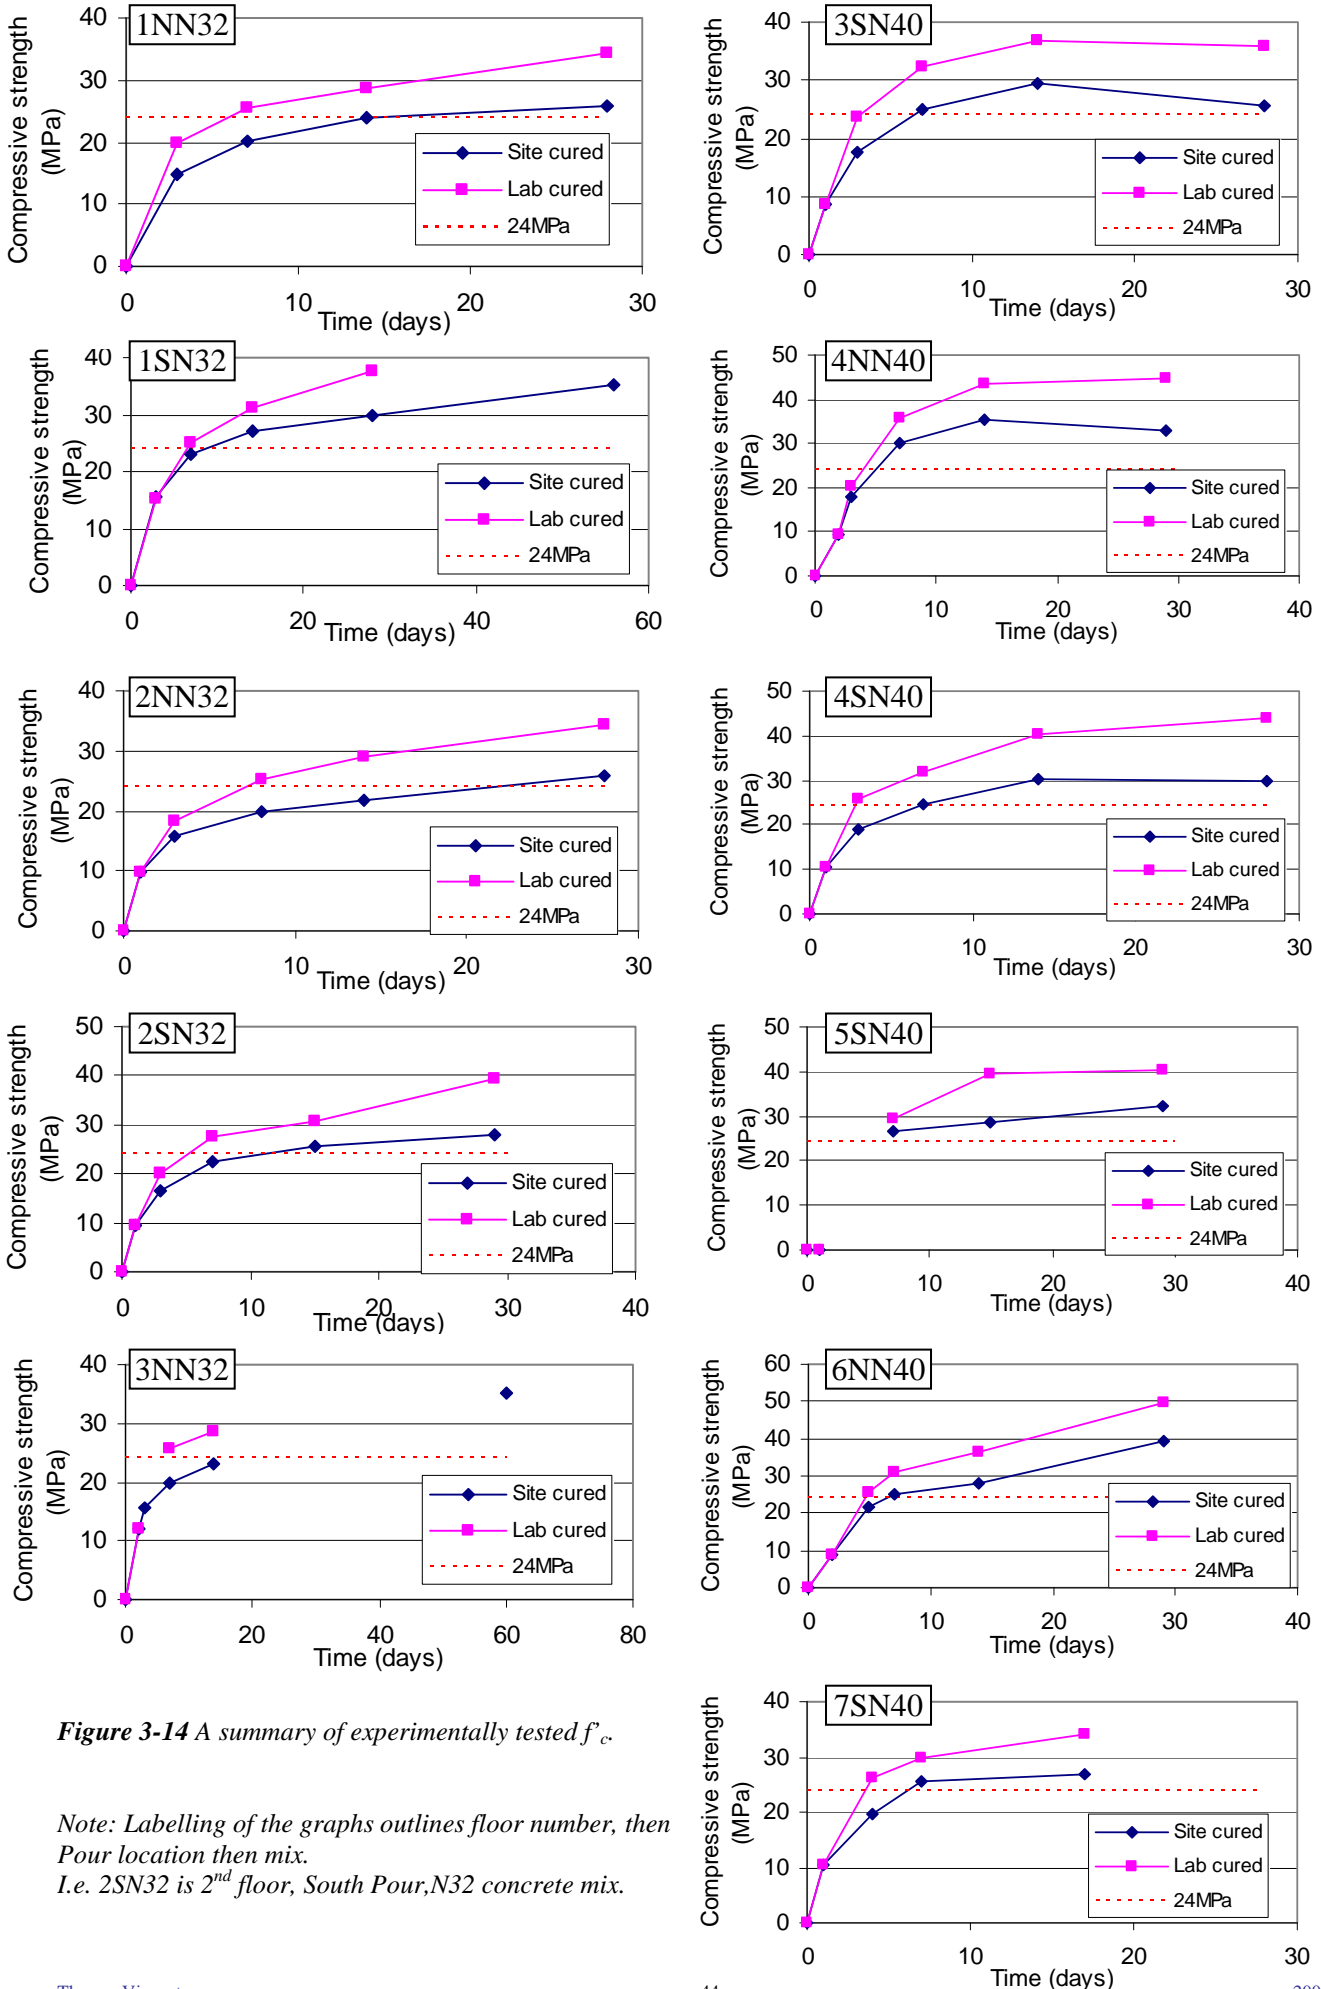 1NN32
Compressive strength
(MPa)
40
30
20
10
0
Site cured
Lab cured
24MPa
0 10 20 30
Time (days)
1SN32
Compressive strength
(MPa)
40
30
20
10
0
Site cured
Lab cured
24MPa
0 20 40 60
Time (days)
2NN32
Compressive strength
(MPa)
40
30
20
10
0
Site cured
Lab cured
24MPa
0 10 20 30
Time (days)
2SN32
Compressive strength
(MPa)
50
40
30
20
10
0
Site cured
Lab cured
24MPa
0 10 20 30 40
Time (days)
3NN32
Compressive strength
(MPa)
40
30
20
10
0
Site cured
Lab cured
24MPa
0 20 40 60 80
Time (days)
Figure 3-14 A summary of experimentally tested f'c.
Note: Labelling of the graphs outlines floor number, then
Pour location then mix.
I.e. 2SN32 is 2nd floor, South Pour,N32 concrete mix.
3SN40
Compressive strength
(MPa)
40
30
20
10
0
Site cured
Lab cured
24MPa
0 10 20 30
Time (days)
4NN40
Compressive strength
(MPa)
50
40
30
20
10
0
Site cured
Lab cured
24MPa
0 10 20 30 40
Time (days)
4SN40
Compressive strength
(MPa)
50
40
30
20
10
0
Site cured
Lab cured
24MPa
0 10 20 30
Time (days)
5SN40
Compressive strength
(MPa)
50
40
30
20
10
0
Site cured
Lab cured
24MPa
0 10 20 30 40
Time (days)
6NN40
Compressive strength
(MPa)
60
50
40
30
20
10
0
Site cured
Lab cured
24MPa
0 10 20 30 40
Time (days)
7SN40
Compressive strength
(MPa)
40
30
20
10
0
Site cured
Lab cured
24MPa
0 10 20 30
Time (days)